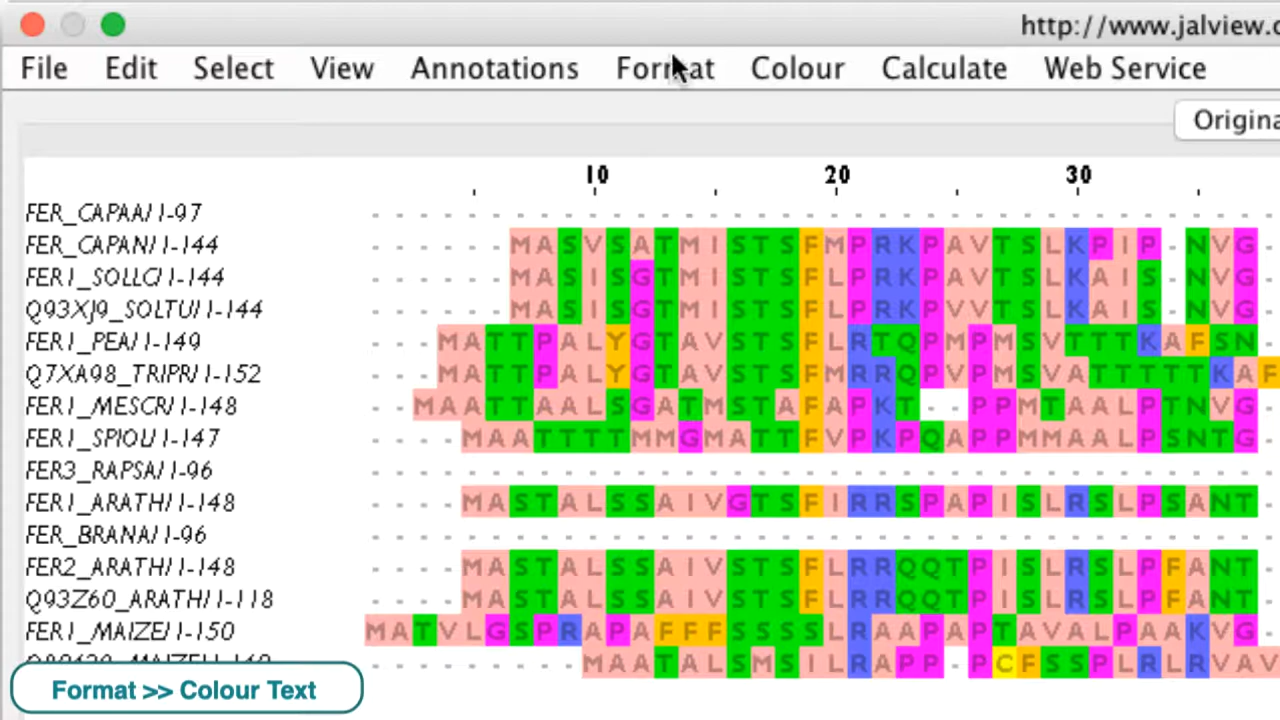 http://www.jalview.o
File Edit Select View Annotations Format Colour Calculate Web Service
Origina
10 20 30
FER_CAPAA/1-97 --------------------------------------
FER_CAPAN/1-144 ------MASVSATMISTSFMPRKPAVTSLKPIP-NVG-
FER1_SOLLC/1-144 ------MASISGTMISTSFLPRKPAVTSLKAIS-NVG-
Q93XJ9_SOLTU/1-144 ------MASISGTMISTSFLPRKPVVTSLKAIS-NVG-
FER1_PEA/1-149 ---MATTPALYGTAVSTSFLRTQPMPMSVTTTKAFSN-
Q7XA98_TRIPR/1-152 ---MATTPALYGTAVSTSFMRRQPVPMSVATTTTTKAF
FER1_MESCR/1-148 --MAATTAALSGATMSTAFAPKT--PPMTAALPTNVG-
FER1_SPIOL/1-147 ----MAATTTTMMGMATTFVPKPQAPPMMAALPSNTG-
FER3_RAPSA/1-96 --------------------------------------
FER1_ARATH/1-148 ----MASTALSSAIVGTSFIRRSPAPISLRSLPSANT-
FER_BRANA/1-96 --------------------------------------
FER2_ARATH/1-148 ----MASTALSSAIVSTSFLRRQQTPISLRSLPFANT-
Q93Z60_ARATH/1-118 ----MASTALSSAIVSTSFLRRQQTPISLRSLPFANT-
FER1_MAIZE/1-150 MATVLGSPRAPAFFFSSSSLRAAPAPTAVALPAAKVG-
---------MAATALSMSILRAPP-PCFSSPLRLRVAV
Format >> Colour Text